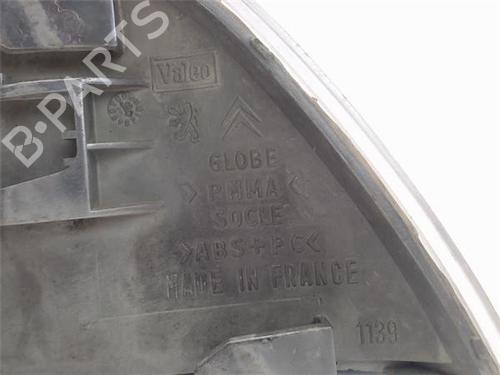 Valeo
GLOBE
>PMMA<
SOCLE
>ABS+PC<
MADE IN FRANCE
1139
B-PARTS